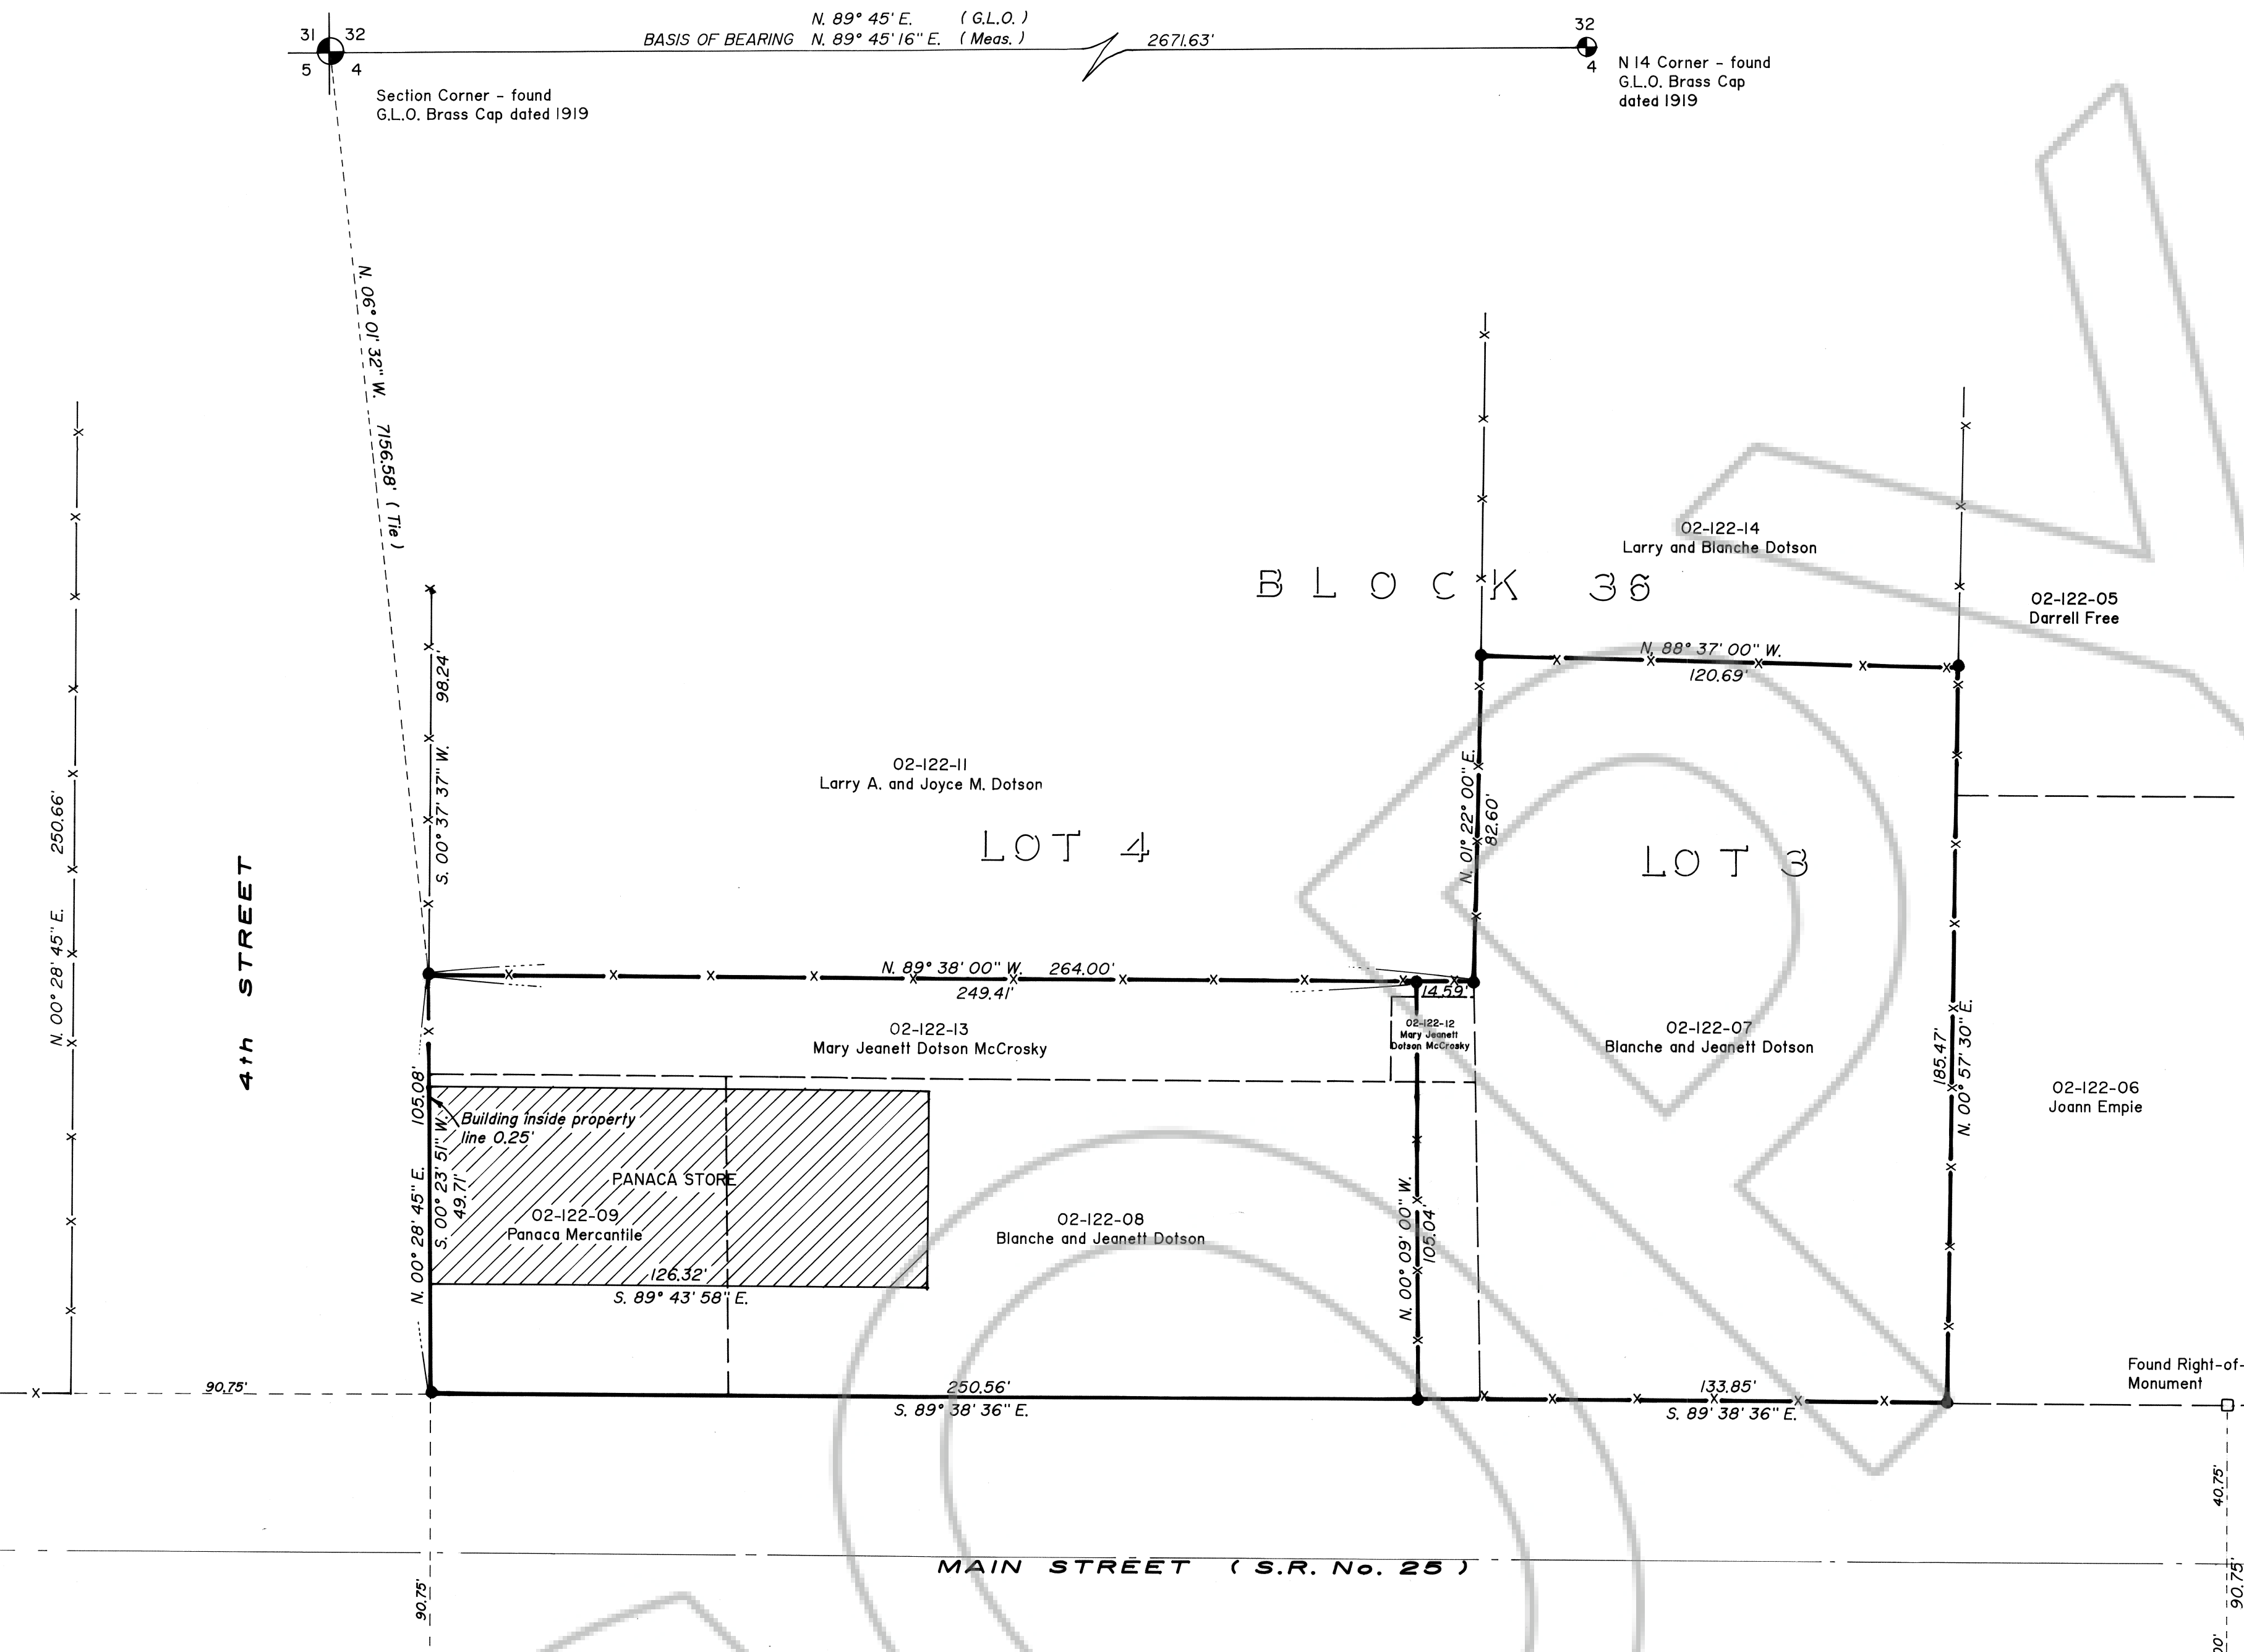 N. 89° 45' E. ( G.L.O. )
BASIS OF BEARING N. 89° 45' 16" E. ( Meas. ) 2671.63'
31 32
5 4
Section Corner - found
G.L.O. Brass Cap dated 1919
32
4
N 14 Corner - found
G.L.O. Brass Cap
dated 1919
N. 06° 01' 32" W. 7156.58' ( Tie )
02-122-14
Larry and Blanche Dotson
BLOCK 36
02-122-05
Darrell Free
N. 88° 37' 00" W.
120.69'
S. 00° 37' 37" W. 98.24'
N. 00° 28' 45" E. 250.66'
4th STREET
02-122-11
Larry A. and Joyce M. Dotson
LOT 4
N. 01° 22' 00" E.
82.60'
LOT 3
N. 89° 38' 00" W. 264.00'
249.41'
14.59'
02-122-13
Mary Jeanett Dotson McCrosky
02-122-12
Mary Jeanett
Dotson McCrosky
02-122-07
Blanche and Jeanett Dotson
185.47'
N. 00° 57' 30" E.
02-122-06
Joann Empie
N. 00° 28' 45" E. 105.08'
S. 00° 23' 51" W.
49.71'
Building inside property
line 0.25'
PANACA STORE
02-122-09
Panaca Mercantile
126.32'
S. 89° 43' 58" E.
02-122-08
Blanche and Jeanett Dotson
N. 00° 09' 00" W.
105.04'
90.75'
250.56'
S. 89° 38' 36" E.
133.85'
S. 89° 38' 36" E.
Found Right-of-
Monument
40.75'
MAIN STREET ( S.R. No. 25 )
90.75'
90.75'